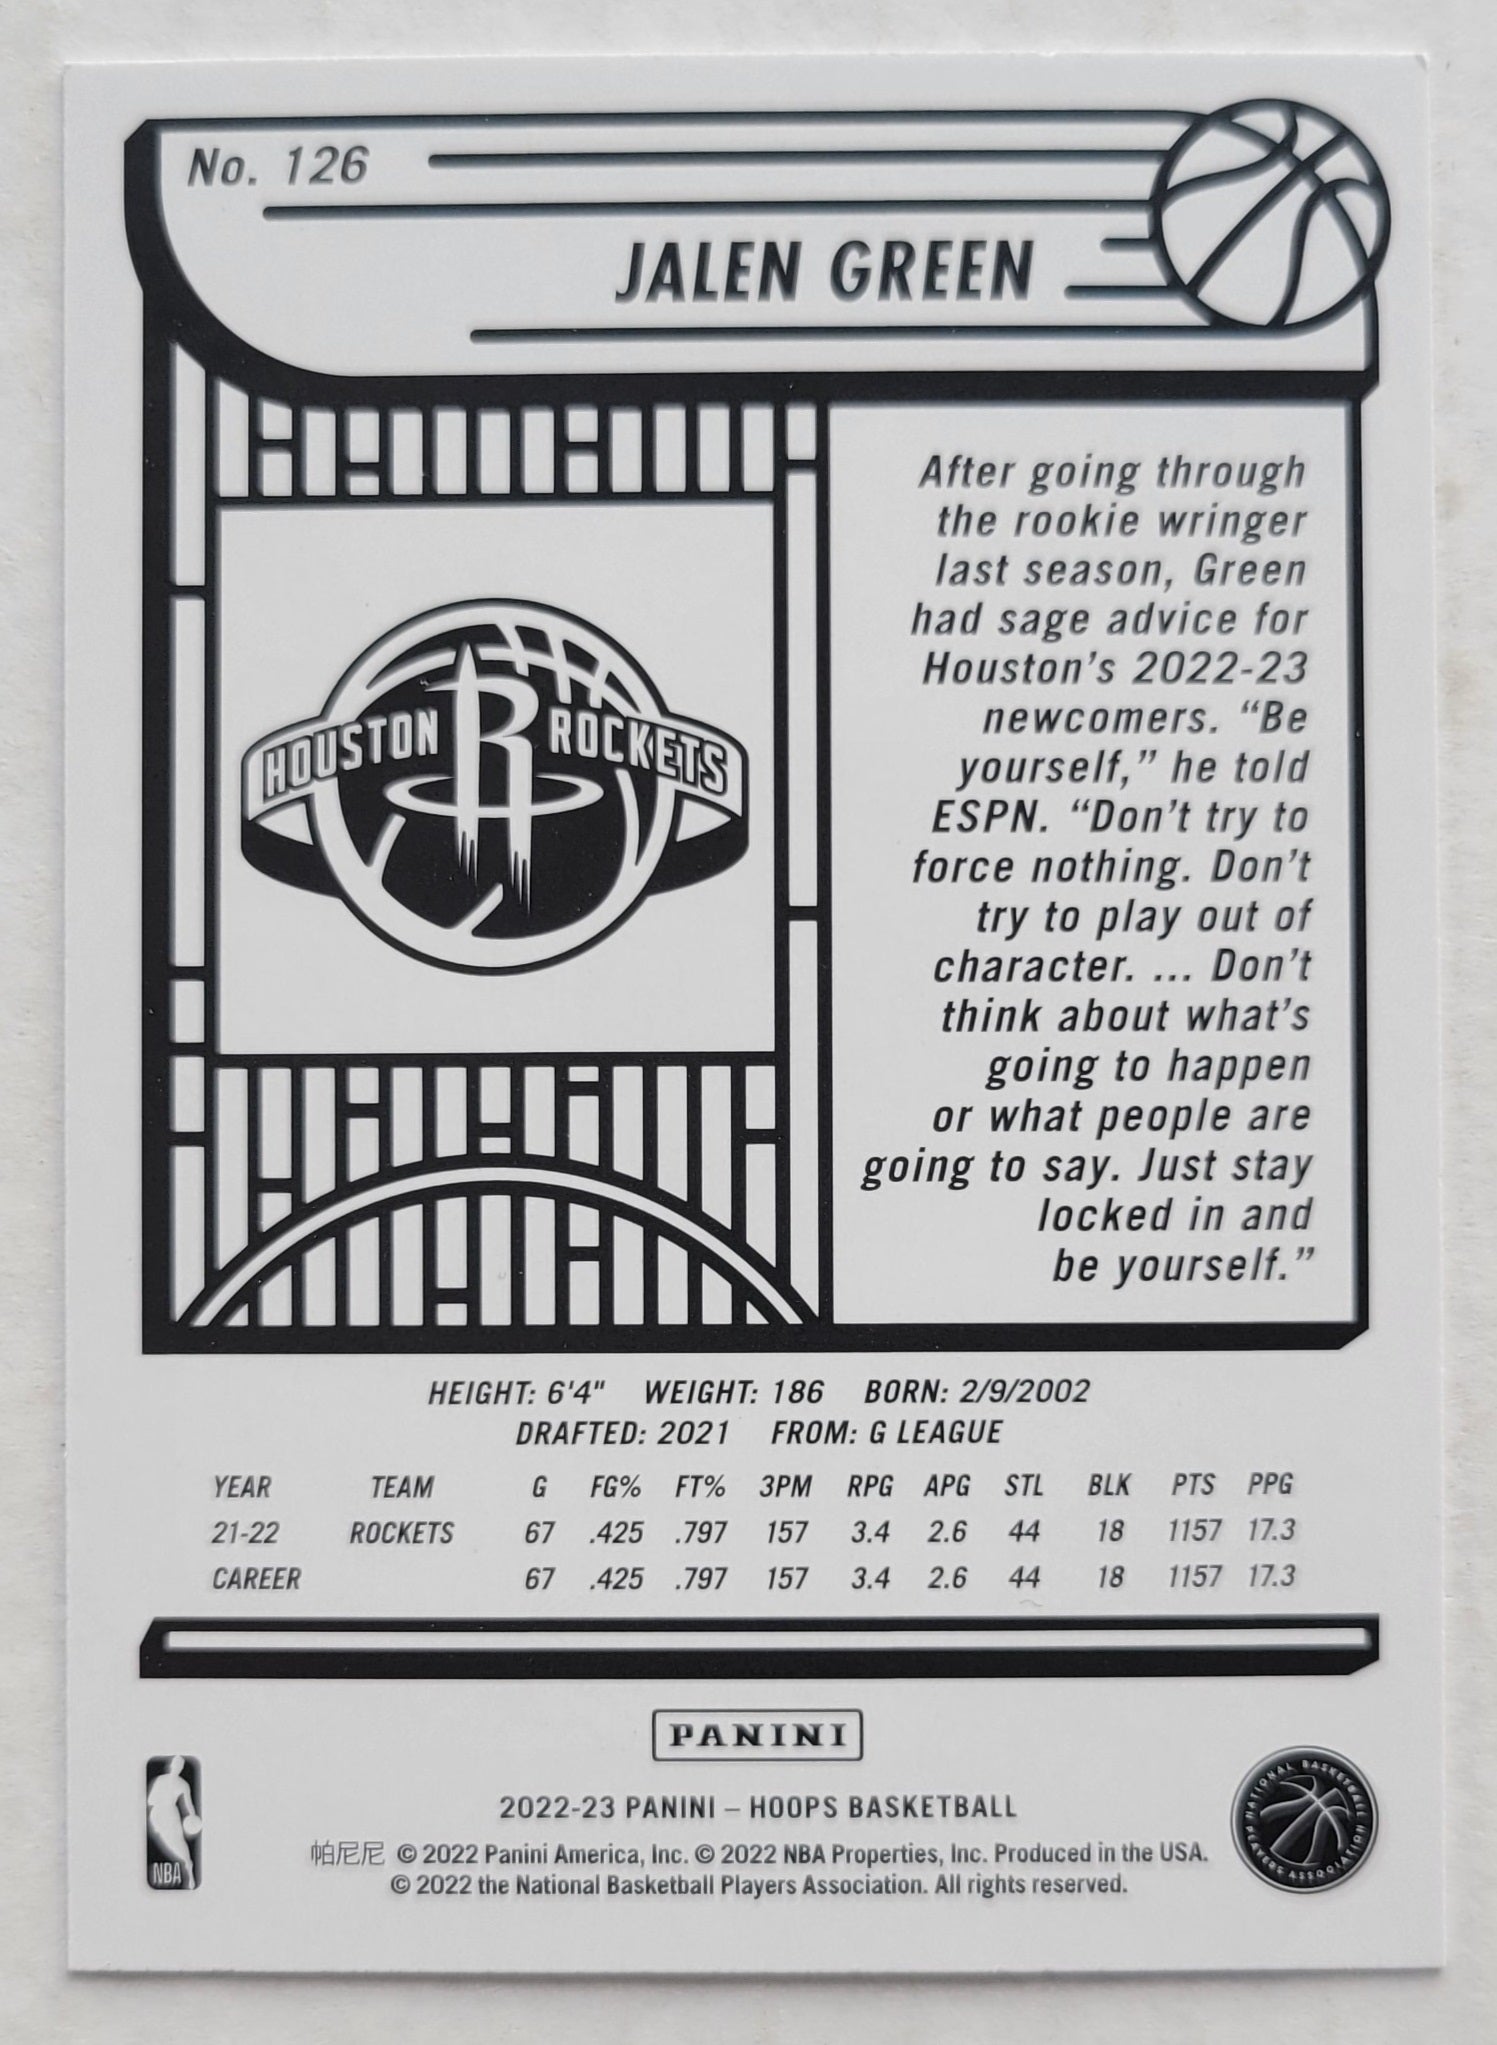 No. 126
JALEN GREEN
HOUSTON ROCKETS
R
After going through
the rookie wringer
last season, Green
had sage advice for
Houston's 2022-23
newcomers. “Be
yourself,” he told
ESPN. “Don't try to
force nothing. Don't
try to play out of
character. ... Don't
think about what's
going to happen
or what people are
going to say. Just stay
locked in and
be yourself.”
HEIGHT: 6'4" WEIGHT: 186 BORN: 2/9/2002
DRAFTED: 2021 FROM: G LEAGUE
YEAR TEAM G FG% FT% 3PM RPG APG STL BLK PTS PPG
21-22 ROCKETS 67 .425 .797 157 3.4 2.6 44 18 1157 17.3
CAREER 67 .425 .797 157 3.4 2.6 44 18 1157 17.3
PANINI
2022-23 PANINI – HOOPS BASKETBALL
帕尼尼 © 2022 Panini America, Inc. © 2022 NBA Properties, Inc. Produced in the USA.
© 2022 the National Basketball Players Association. All rights reserved.
NBA
NATIONAL BASKETBALL PLAYERS ASSOCIATION